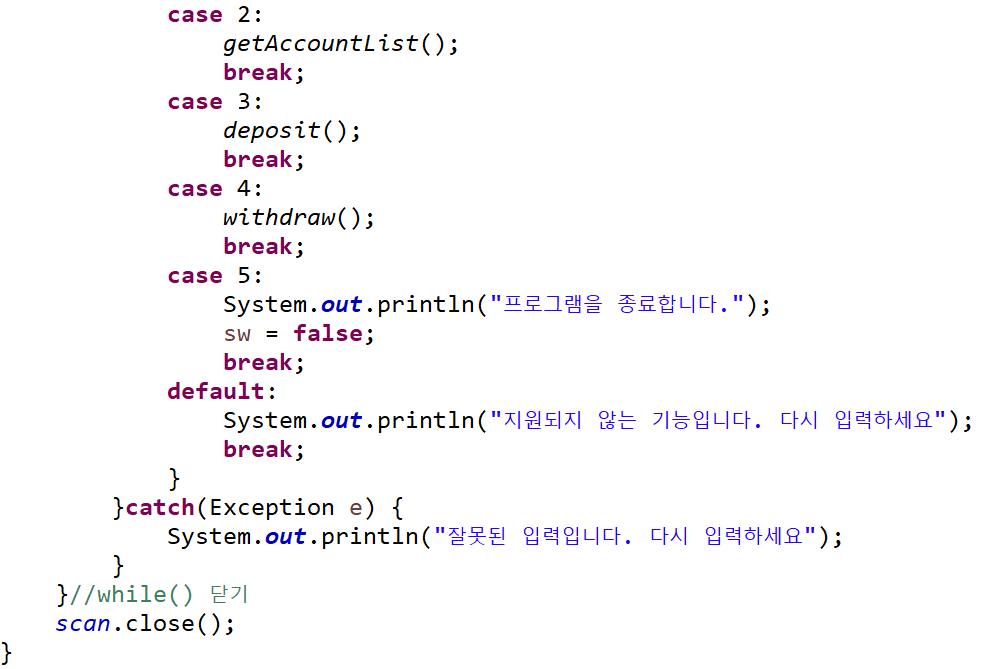 case 2:
getAccountList();
break;
case 3:
deposit();
break;
case 4:
withdraw();
break;
case 5:
System.out.println("프로그램을 종료합니다.");
sw = false;
break;
default:
System.out.println("지원되지 않는 기능입니다. 다시 입력하세요");
break;
}
}catch(Exception e) {
System.out.println("잘못된 입력입니다. 다시 입력하세요");
}
}//while() 닫기
scan.close();
}